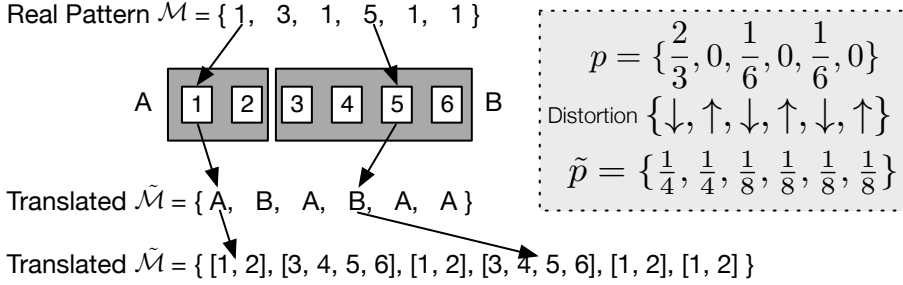 Real Pattern ℳ = { 1, 3, 1, 5, 1, 1 }
A 1 2 3 4 5 6 B
Translated ℳ̃ = { A, B, A, B, A, A }
Translated ℳ̃ = { [1, 2], [3, 4, 5, 6], [1, 2], [3, 4, 5, 6], [1, 2], [1, 2] }
p = {2/3, 0, 1/6, 0, 1/6, 0}
Distortion {↓, ↑, ↓, ↑, ↓, ↑}
p̃ = {1/4, 1/4, 1/8, 1/8, 1/8, 1/8}